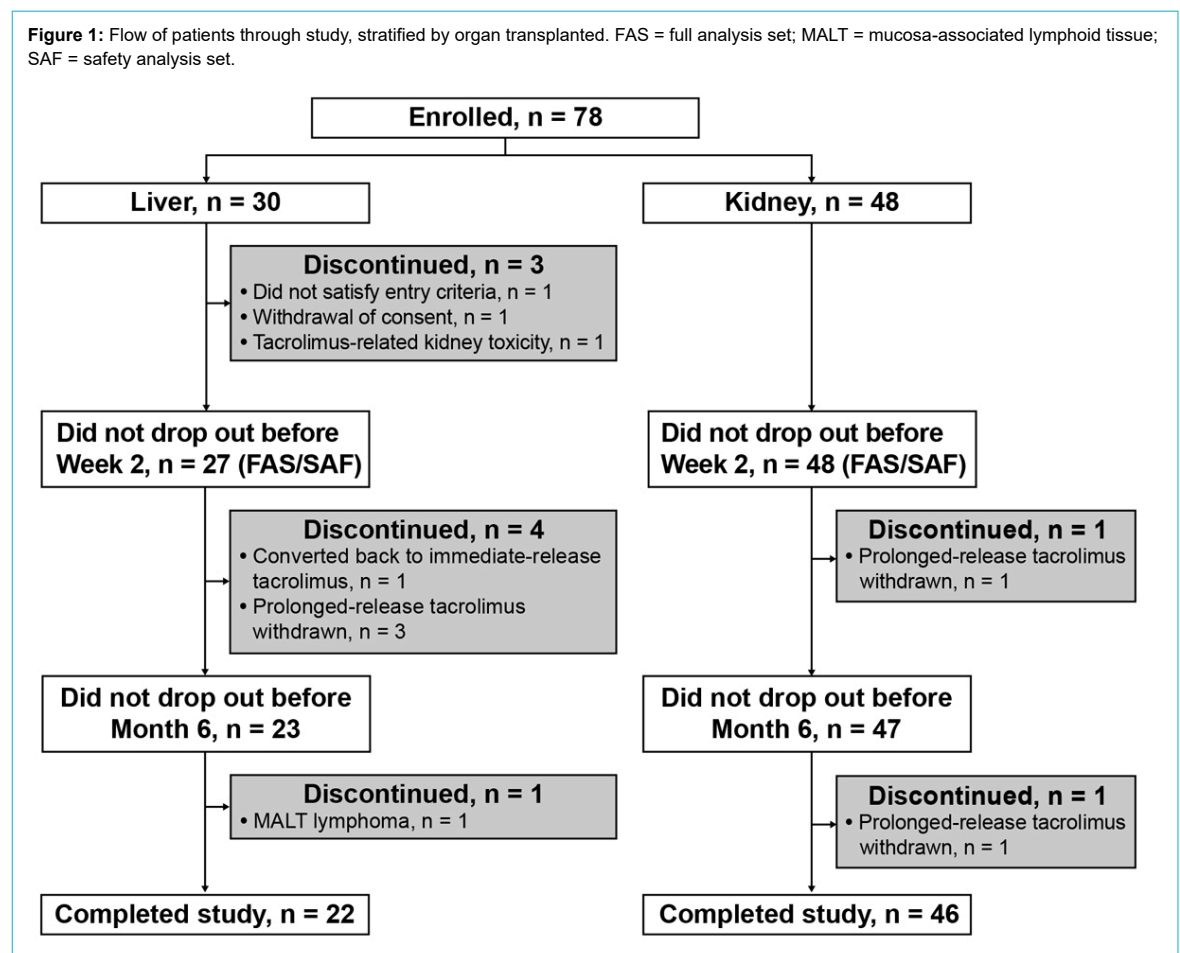 Figure 1: Flow of patients through study, stratified by organ transplanted. FAS = full analysis set; MALT = mucosa-associated lymphoid tissue;
SAF = safety analysis set.
Enrolled, n = 78
Liver, n = 30
Kidney, n = 48
Discontinued, n = 3
• Did not satisfy entry criteria, n = 1
• Withdrawal of consent, n = 1
• Tacrolimus-related kidney toxicity, n = 1
Did not drop out before
Week 2, n = 27 (FAS/SAF)
Did not drop out before
Week 2, n = 48 (FAS/SAF)
Discontinued, n = 4
• Converted back to immediate-release
tacrolimus, n = 1
• Prolonged-release tacrolimus
withdrawn, n = 3
Discontinued, n = 1
• Prolonged-release tacrolimus
withdrawn, n = 1
Did not drop out before
Month 6, n = 23
Did not drop out before
Month 6, n = 47
Discontinued, n = 1
• MALT lymphoma, n = 1
Discontinued, n = 1
• Prolonged-release tacrolimus
withdrawn, n = 1
Completed study, n = 22
Completed study, n = 46